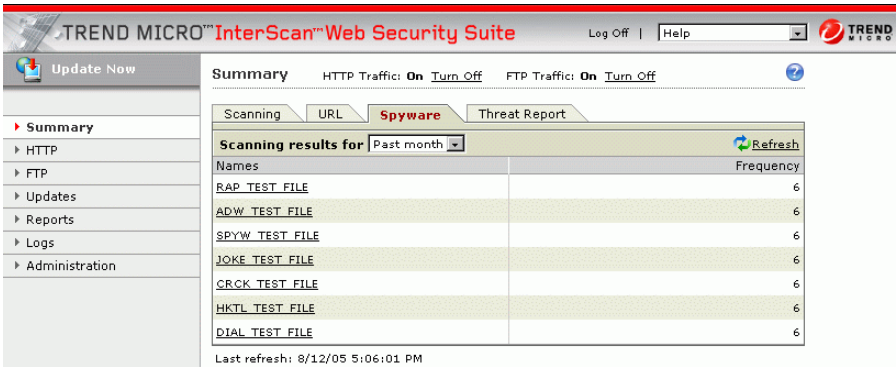 TREND MICRO™ InterScan™ Web Security Suite
Log Off | Help
TREND MICRO
Update Now
Summary HTTP Traffic: On Turn Off FTP Traffic: On Turn Off ?
Scanning URL Spyware Threat Report
Summary
HTTP
FTP
Updates
Reports
Logs
Administration
Scanning results for Past month Refresh
Names Frequency
RAP TEST FILE 6
ADW TEST FILE 6
SPYW TEST FILE 6
JOKE TEST FILE 6
CRCK TEST FILE 6
HKTL TEST FILE 6
DIAL TEST FILE 6
Last refresh: 8/12/05 5:06:01 PM